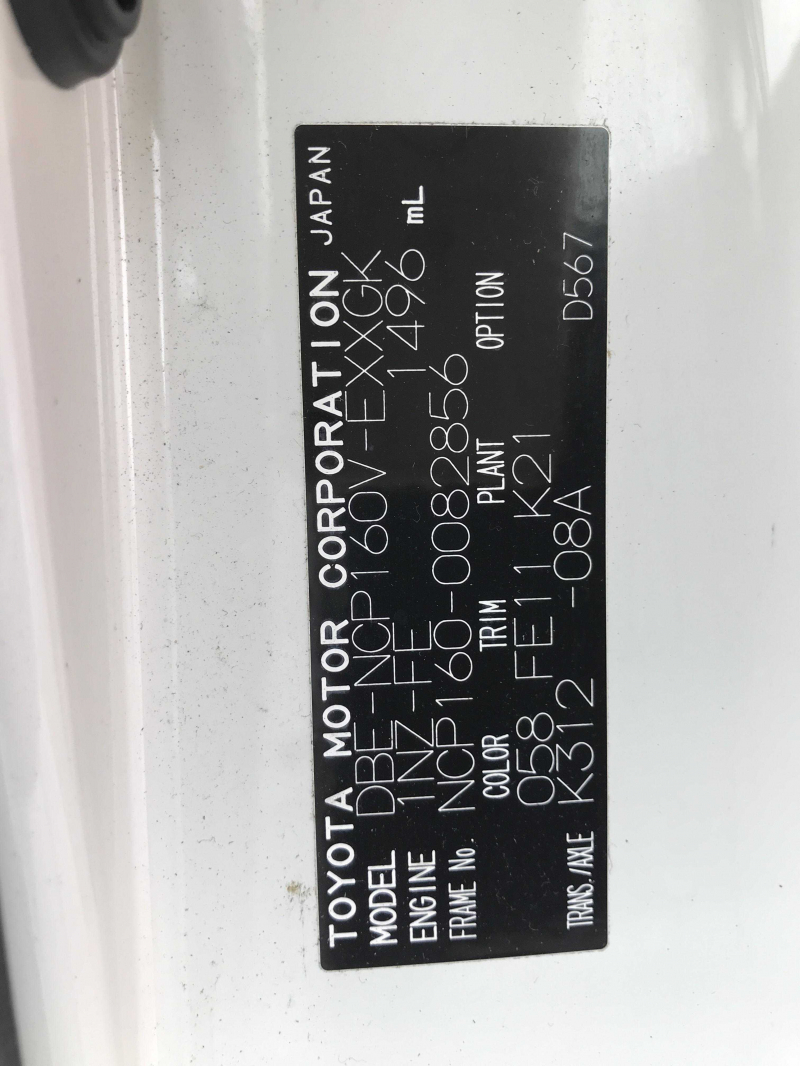 TOYOTA MOTOR CORPORATION JAPAN
MODEL DBE-NCP160V-EXXGK
ENGINE 1NZ-FE 1496 mL
FRAME No. NCP160-0082856
COLOR TRIM PLANT OPTION
058 FE11 K21
TRANS./AXLE K312 -08A D567